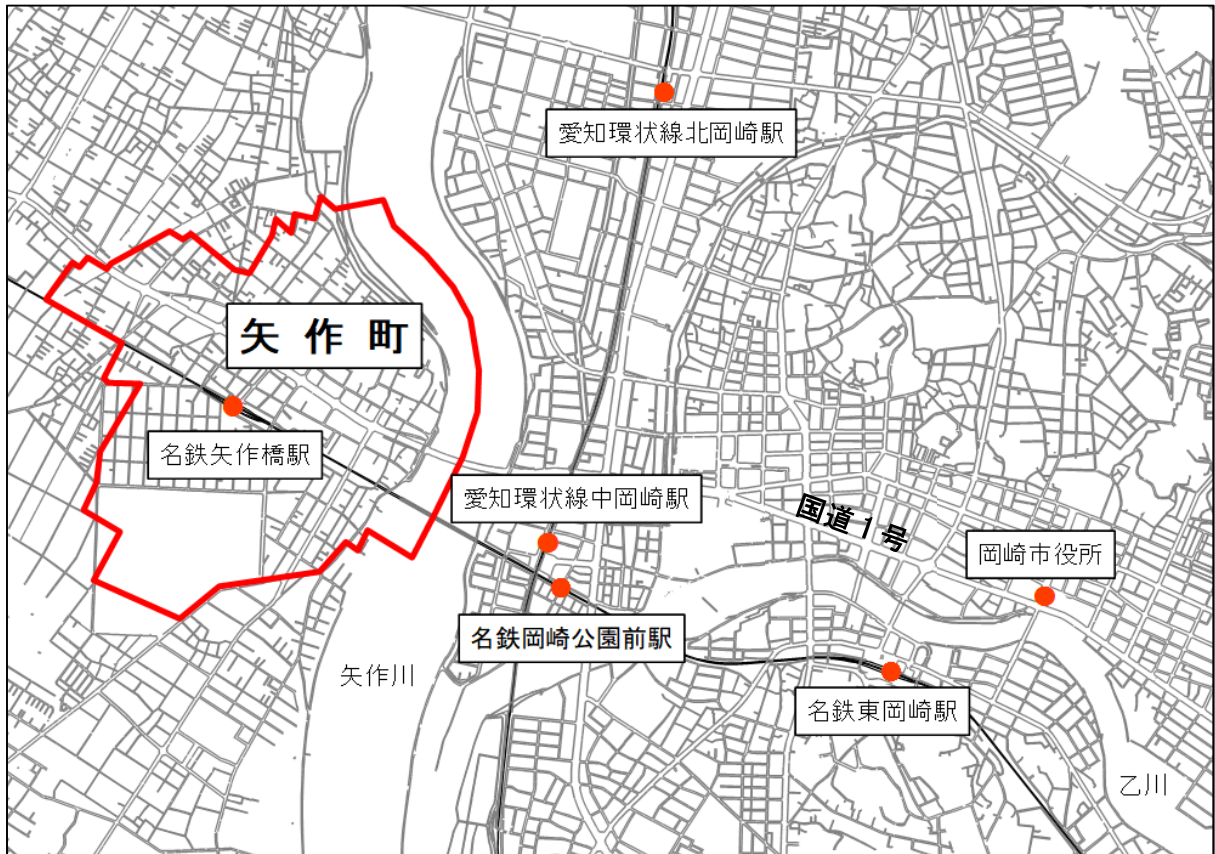 愛知環状線北岡崎駅
矢作町
名鉄矢作橋駅
愛知環状線中岡崎駅
国道1号
岡崎市役所
名鉄岡崎公園前駅
矢作川
名鉄東岡崎駅
乙川